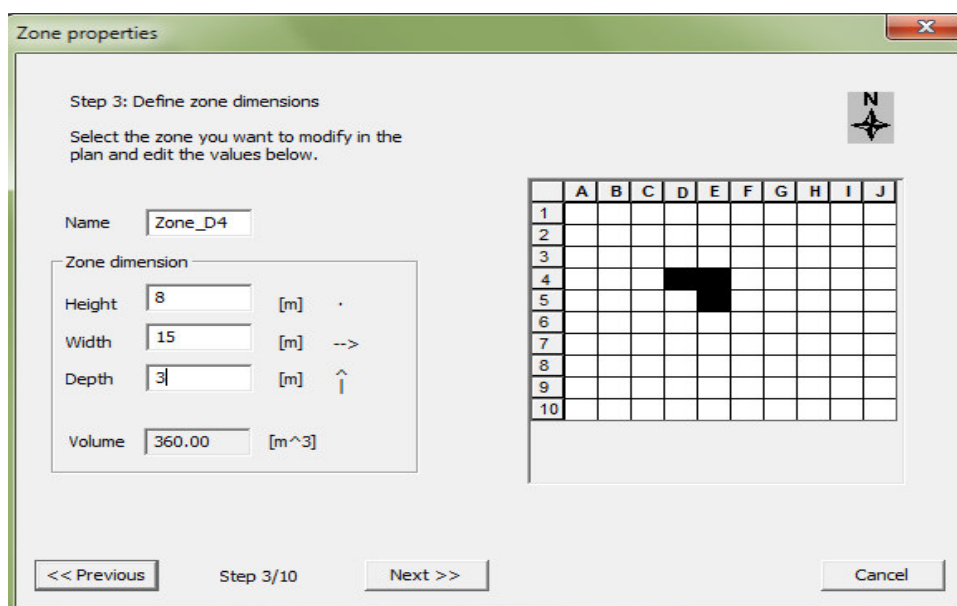 Zone properties
x
Step 3: Define zone dimensions
Select the zone you want to modify in the
plan and edit the values below.
N
Name Zone_D4
Zone dimension
Height 8 [m] .
Width 15 [m] -->
Depth 3 [m] ^
|
Volume 360.00 [m^3]
A B C D E F G H I J
1
2
3
4
5
6
7
8
9
10
<< Previous Step 3/10 Next >> Cancel